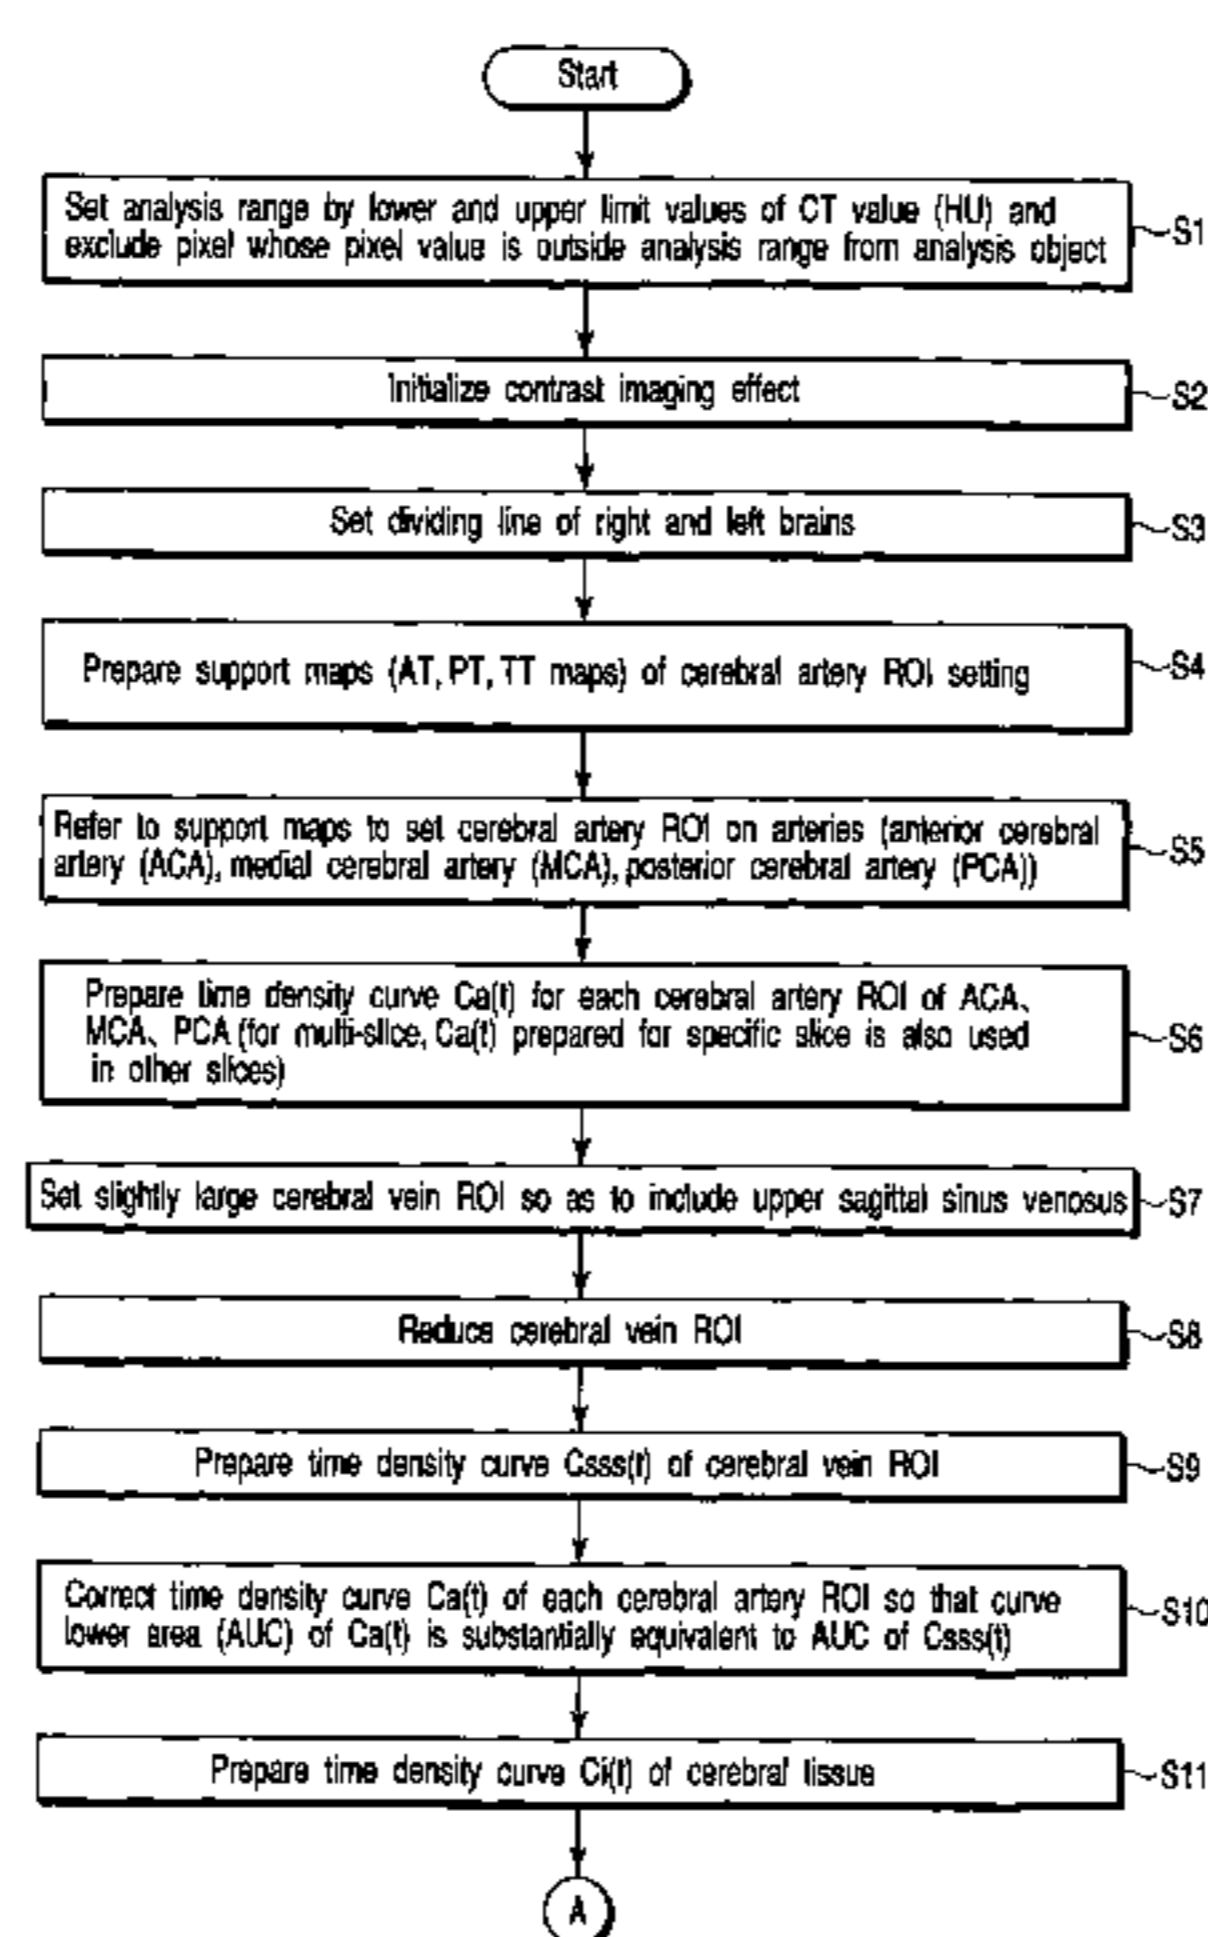 Start
Set analysis range by lower and upper limit values of CT value (HU) and
exclude pixel whose pixel value is outside analysis range from analysis object
S1
Initialize contrast imaging effect
S2
Set dividing line of right and left brains
S3
Prepare support maps (AT, PT, TT maps) of cerebral artery ROI setting
S4
Refer to support maps to set cerebral artery ROI on arteries (anterior cerebral
artery (ACA), medial cerebral artery (MCA), posterior cerebral artery (PCA))
S5
Prepare time density curve Ca(t) for each cerebral artery ROI of ACA、
MCA、PCA (for multi-slice, Ca(t) prepared for specific slice is also used
in other slices)
S6
Set slightly large cerebral vein ROI so as to include upper sagittal sinus venosus
S7
Reduce cerebral vein ROI
S8
Prepare time density curve Csss(t) of cerebral vein ROI
S9
Correct time density curve Ca(t) of each cerebral artery ROI so that curve
lower area (AUC) of Ca(t) is substantially equivalent to AUC of Csss(t)
S10
Prepare time density curve Ci(t) of cerebral tissue
S11
A